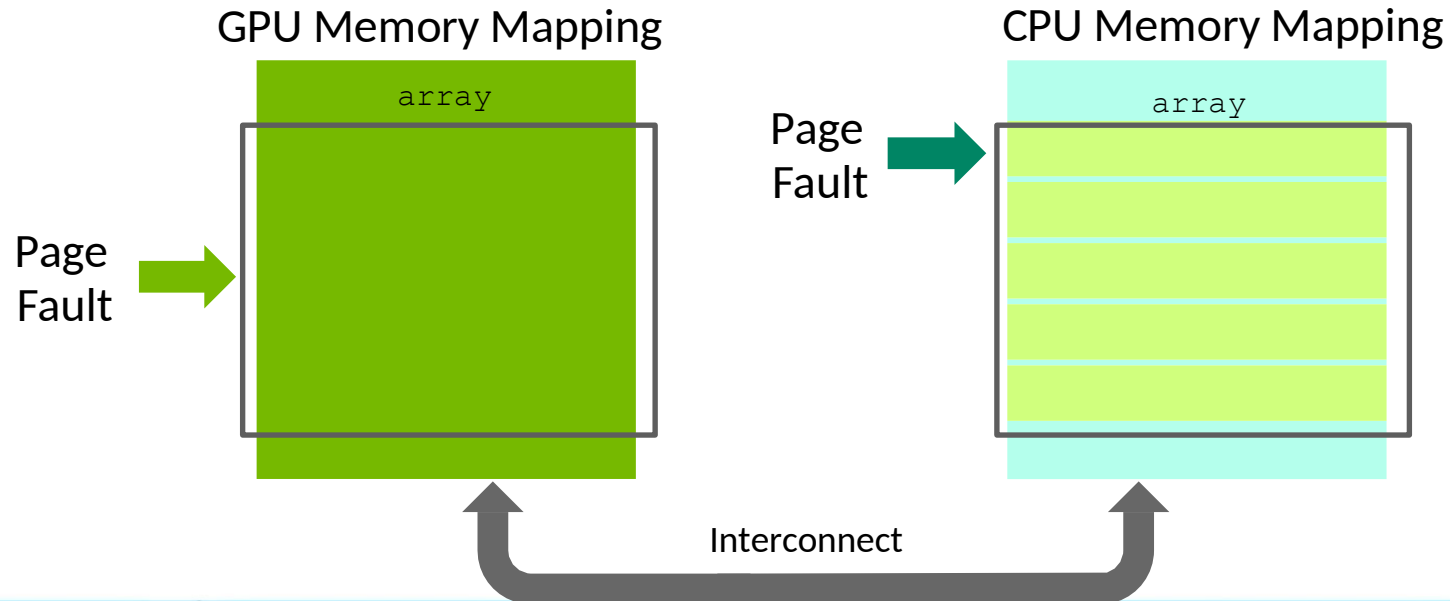 GPU Memory Mapping
CPU Memory Mapping
array
array
Page
Fault
Page
Fault
Interconnect